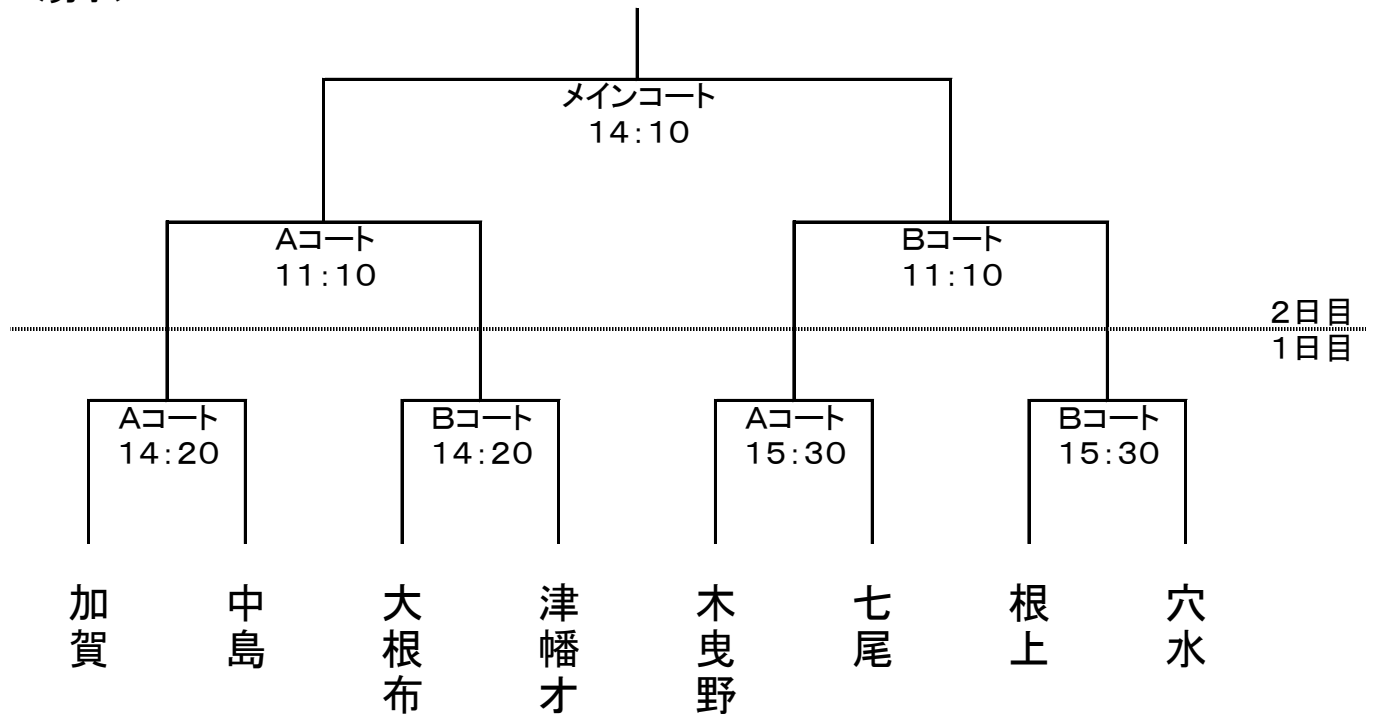 メインコート
14:10
Aコート
11:10
Bコート
11:10
2日目
1日目
Aコート
14:20
Bコート
14:20
Aコート
15:30
Bコート
15:30
加賀
中島
大根布
津幡才
木曳野
七尾
根上
穴水